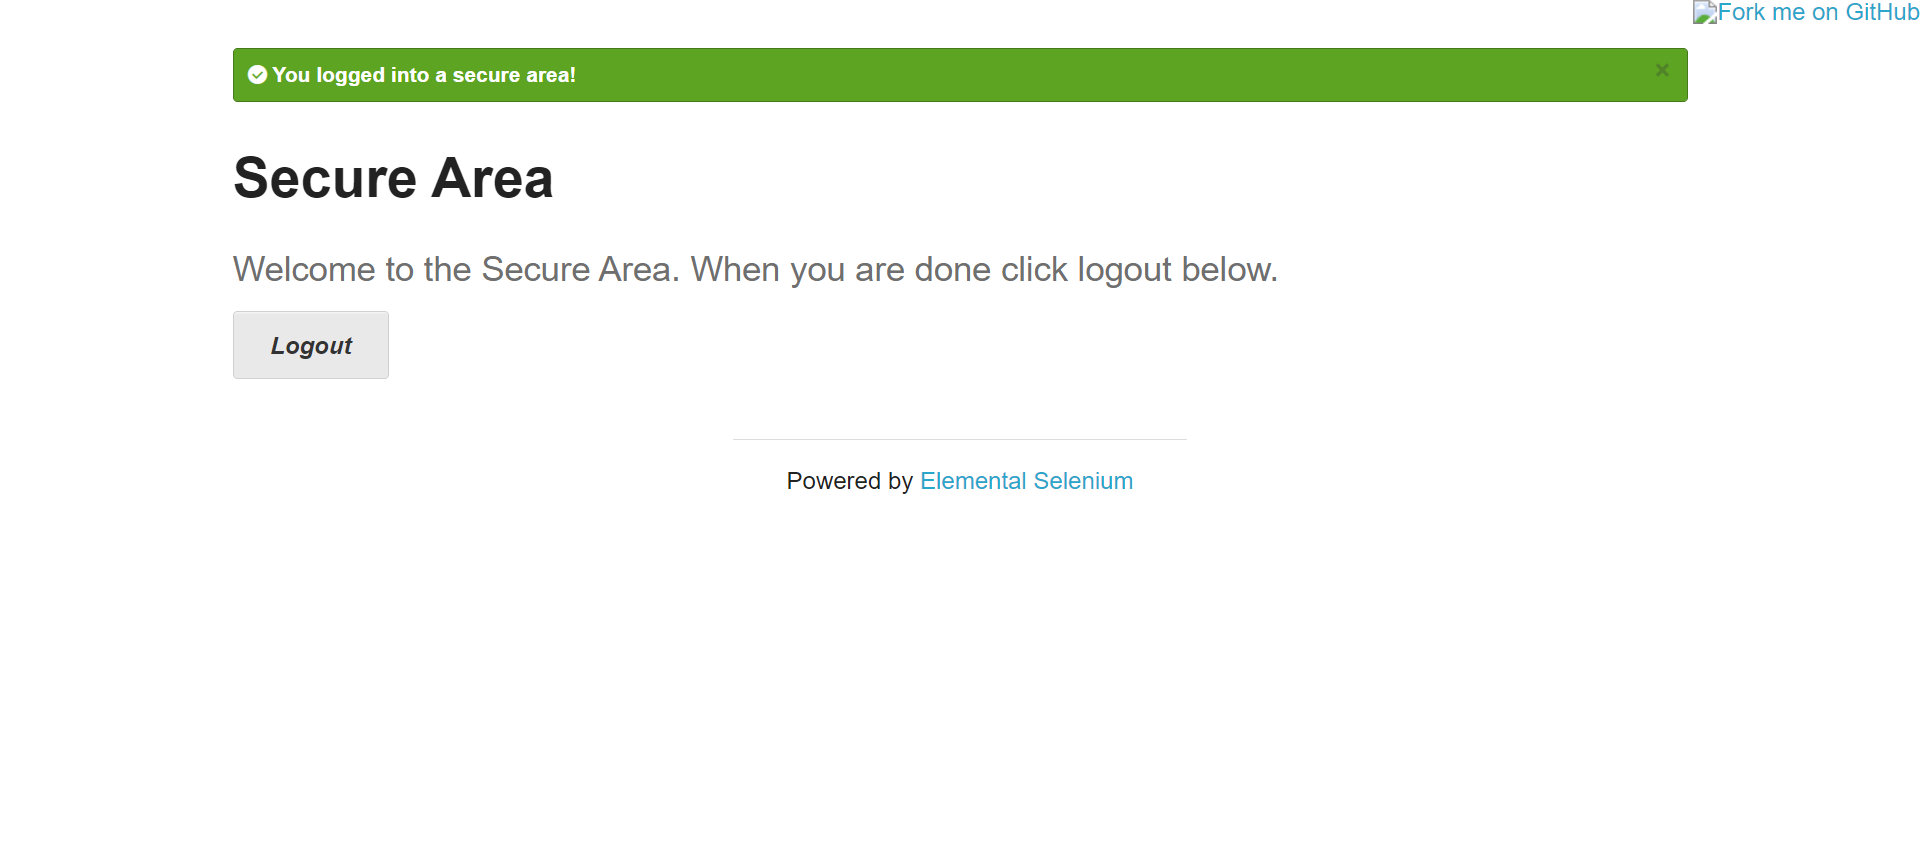 Fork me on GitHub
You logged into a secure area!
×
Secure Area
Welcome to the Secure Area. When you are done click logout below.
Logout
Powered by Elemental Selenium